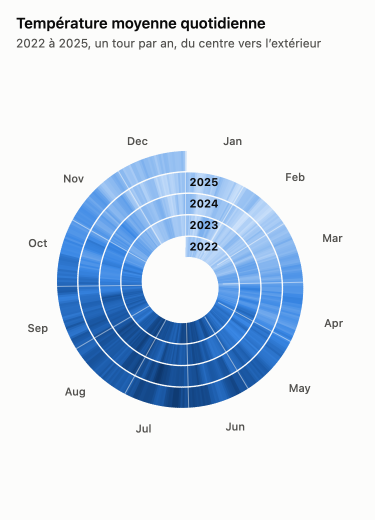 Température moyenne quotidienne
2022 à 2025, un tour par an, du centre vers l’extérieur
Dec
Jan
Nov
Feb
2025
2024
2023
2022
Oct
Mar
Sep
Apr
Aug
May
Jul
Jun